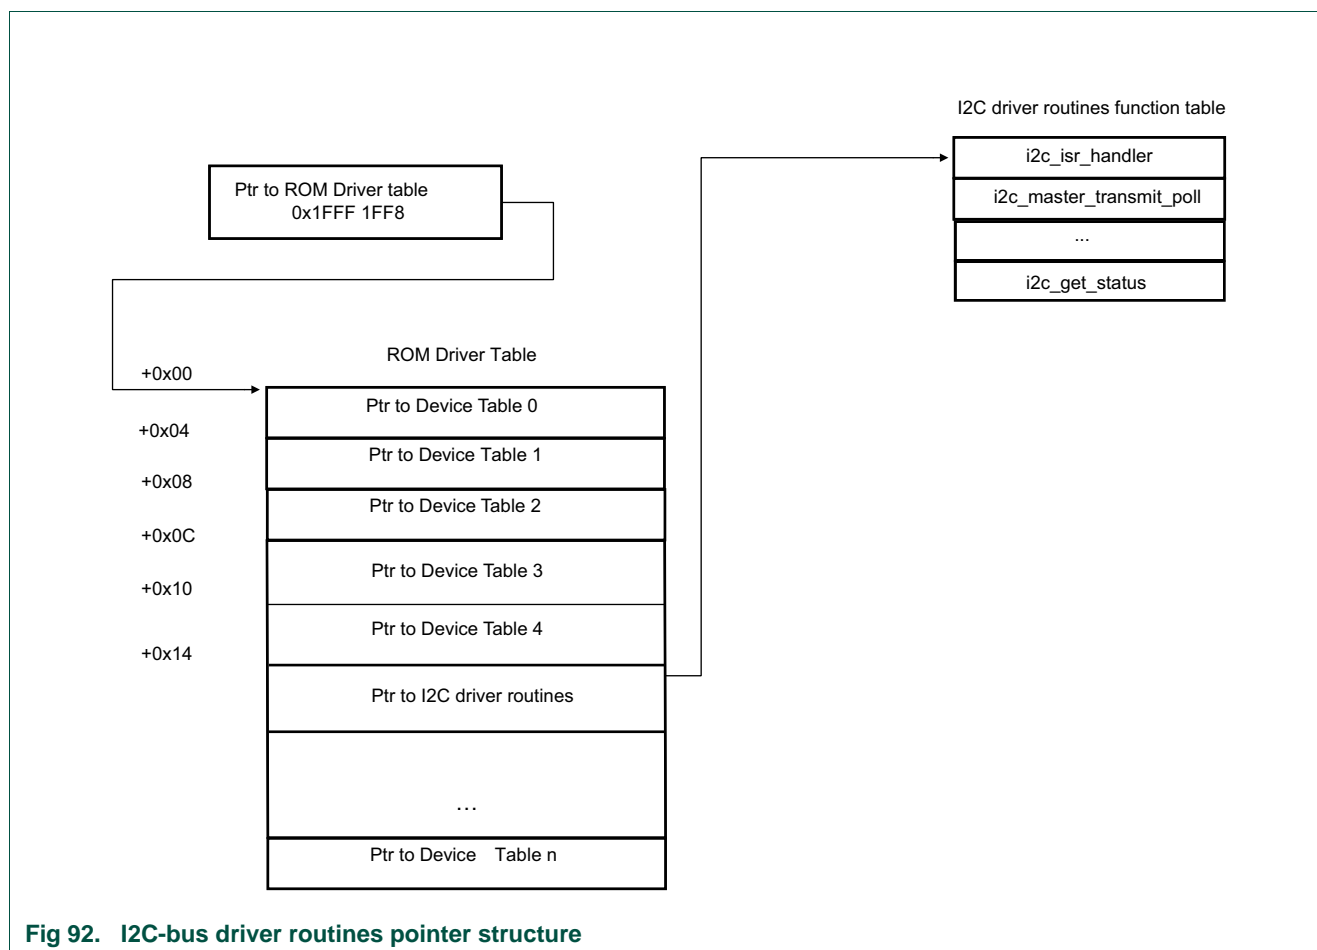 I2C driver routines function table
i2c_isr_handler
i2c_master_transmit_poll
...
i2c_get_status
Ptr to ROM Driver table
0x1FFF 1FF8
ROM Driver Table
+0x00
Ptr to Device Table 0
+0x04
Ptr to Device Table 1
+0x08
Ptr to Device Table 2
+0x0C
Ptr to Device Table 3
+0x10
Ptr to Device Table 4
+0x14
Ptr to I2C driver routines
...
Ptr to Device Table n
Fig 92. I2C-bus driver routines pointer structure